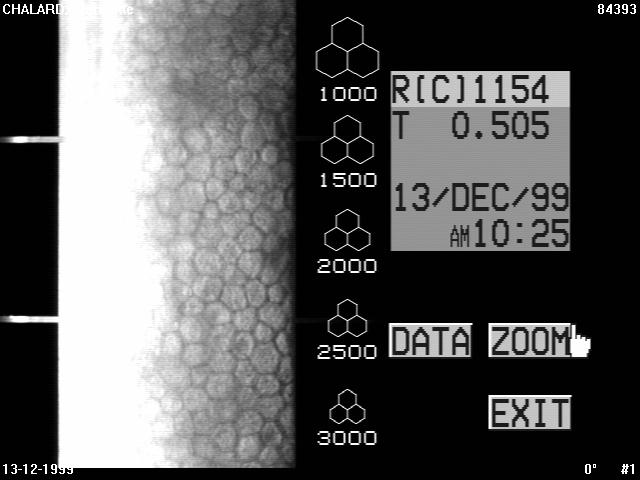 CHALARD
84393
1000
1500
2000
2500
3000
R[C]1154
T 0.505
13/DEC/99
AM10:25
DATA ZOOM
EXIT
13-12-1999
0° #1